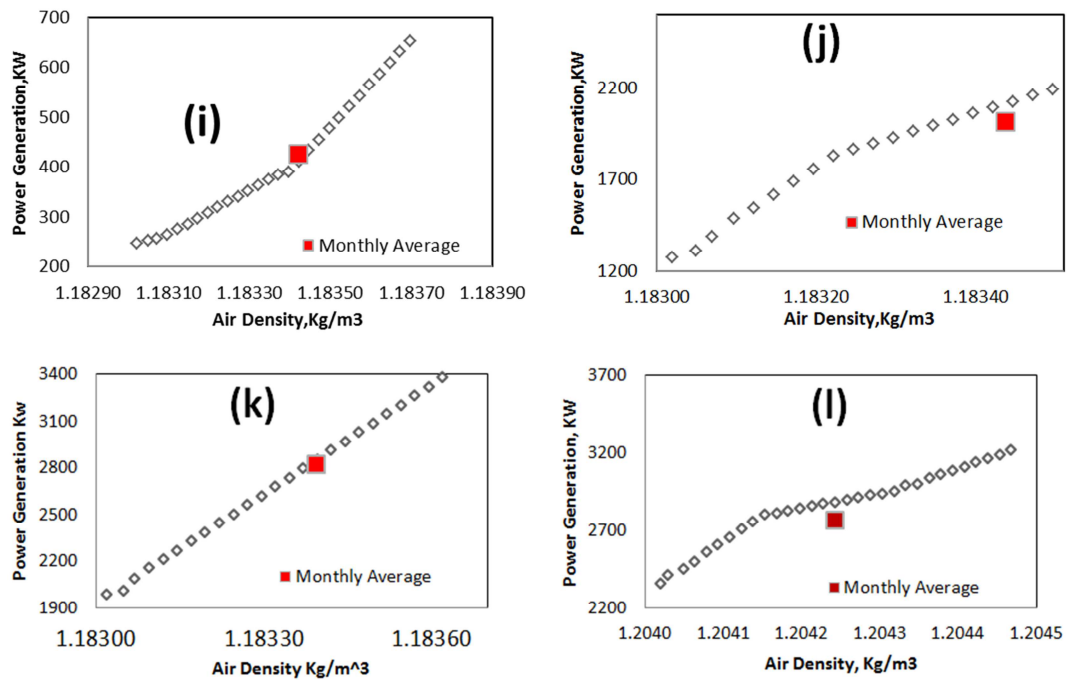 (i)
Power Generation,KW
700
600
500
400
300
200
1.18290 1.18310 1.18330 1.18350 1.18370 1.18390
Air Density,Kg/m3
Monthly Average
(j)
Power Generation,KW
2200
1700
1200
1.18300 1.18320 1.18340
Air Density,Kg/m3
Monthly Average
(k)
Power Generation Kw
3400
3100
2800
2500
2200
1900
1.18300 1.18330 1.18360
Air Density Kg/m^3
Monthly Average
(l)
Power Generation, KW
3700
3200
2700
2200
1.2040 1.2041 1.2042 1.2043 1.2044 1.2045
Air Density, Kg/m3
Monthly Average